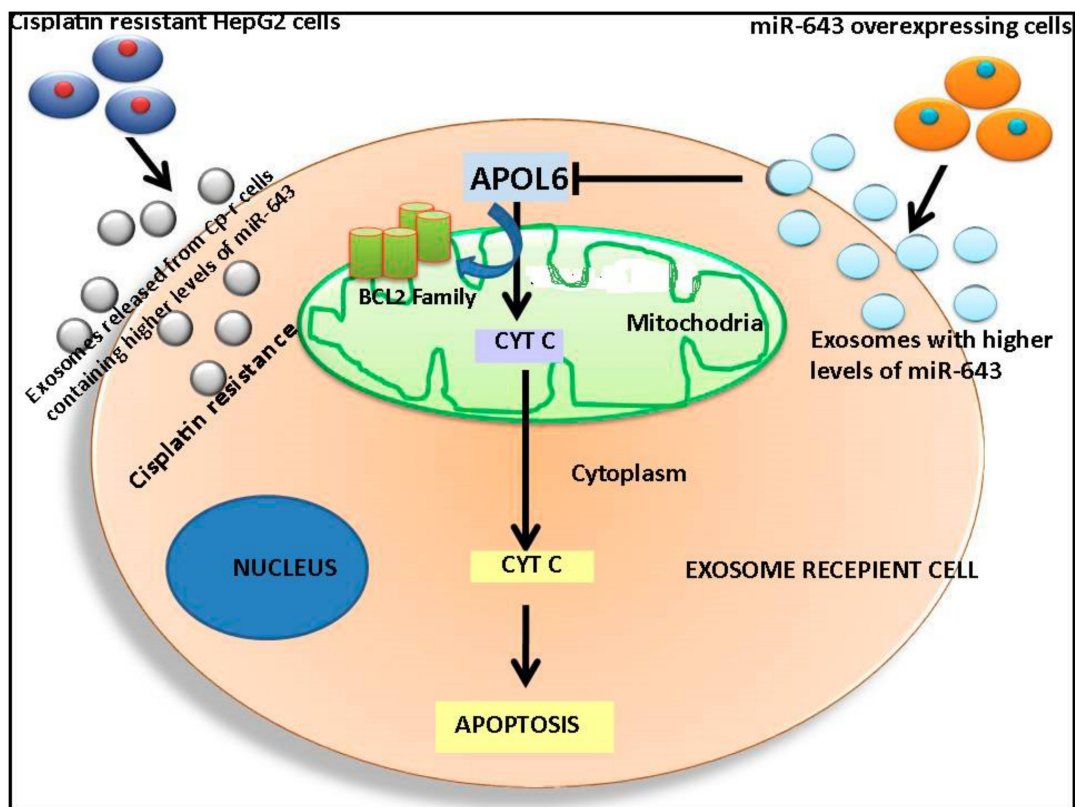 Cisplatin resistant HepG2 cells
miR-643 overexpressing cells
Exosomes released from Cp-r cells
containing higher levels of miR-643
Cisplatin resistance
APOL6
BCL2 Family
CYT C
Mitochodria
Exosomes with higher
levels of miR-643
Cytoplasm
NUCLEUS
CYT C
EXOSOME RECEPIENT CELL
APOPTOSIS